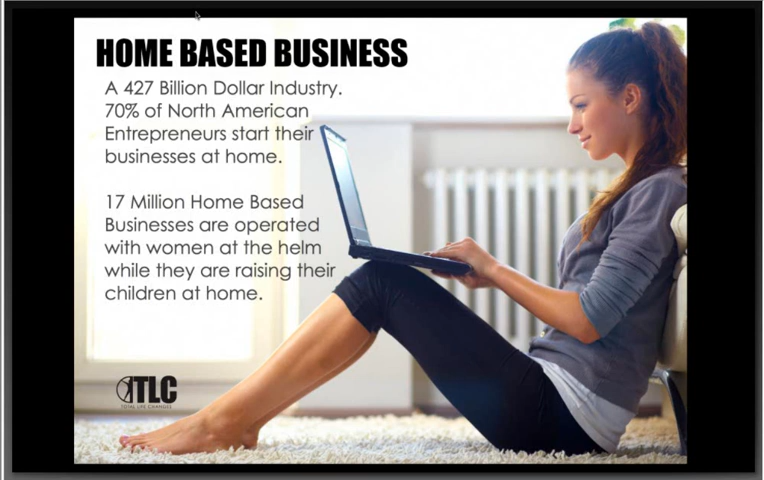 HOME BASED BUSINESS
A 427 Billion Dollar Industry.
70% of North American
Entrepreneurs start their
businesses at home.
17 Million Home Based
Businesses are operated
with women at the helm
while they are raising their
children at home.
TLC
TOTAL LIFE CHANGES